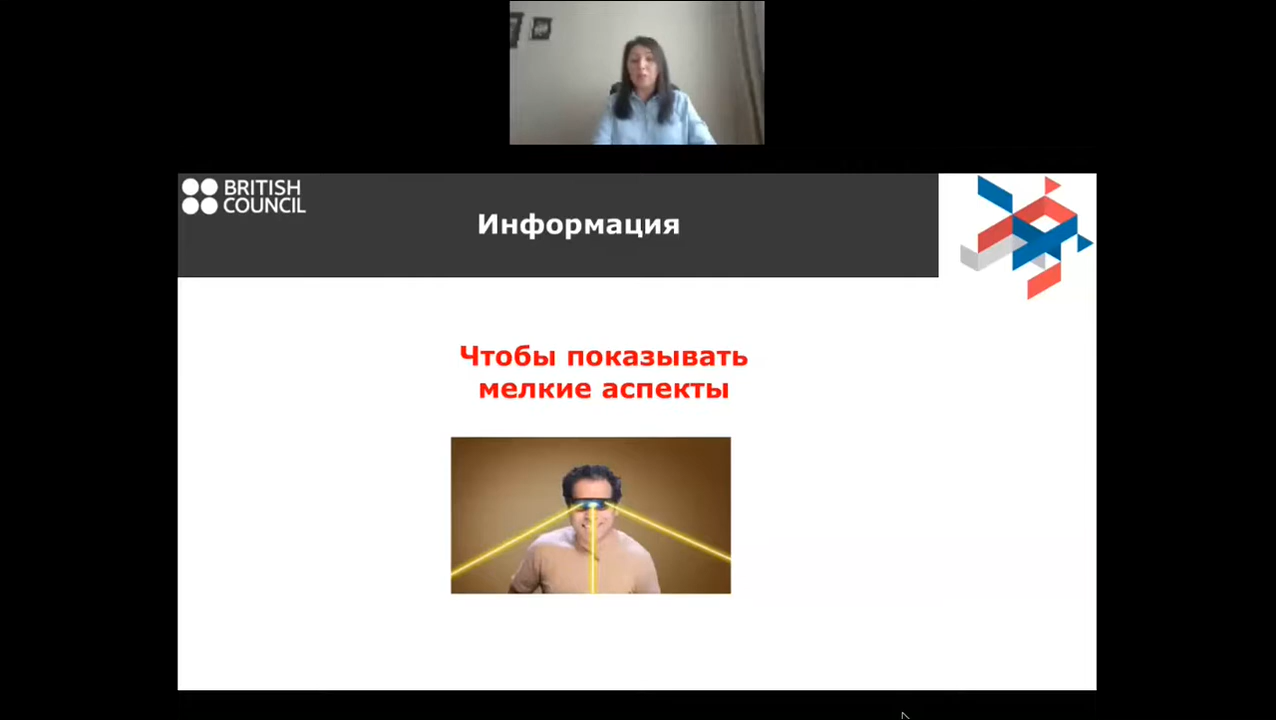 BRITISH
COUNCIL
Информация
Чтобы показывать
мелкие аспекты